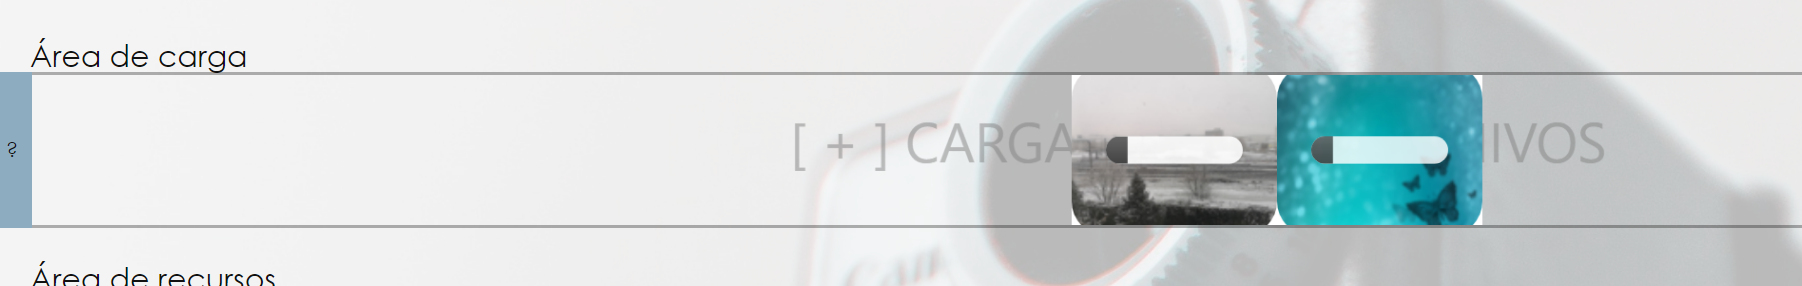 Área de carga
?
[ + ] CARGA IVOS
Área de recursos